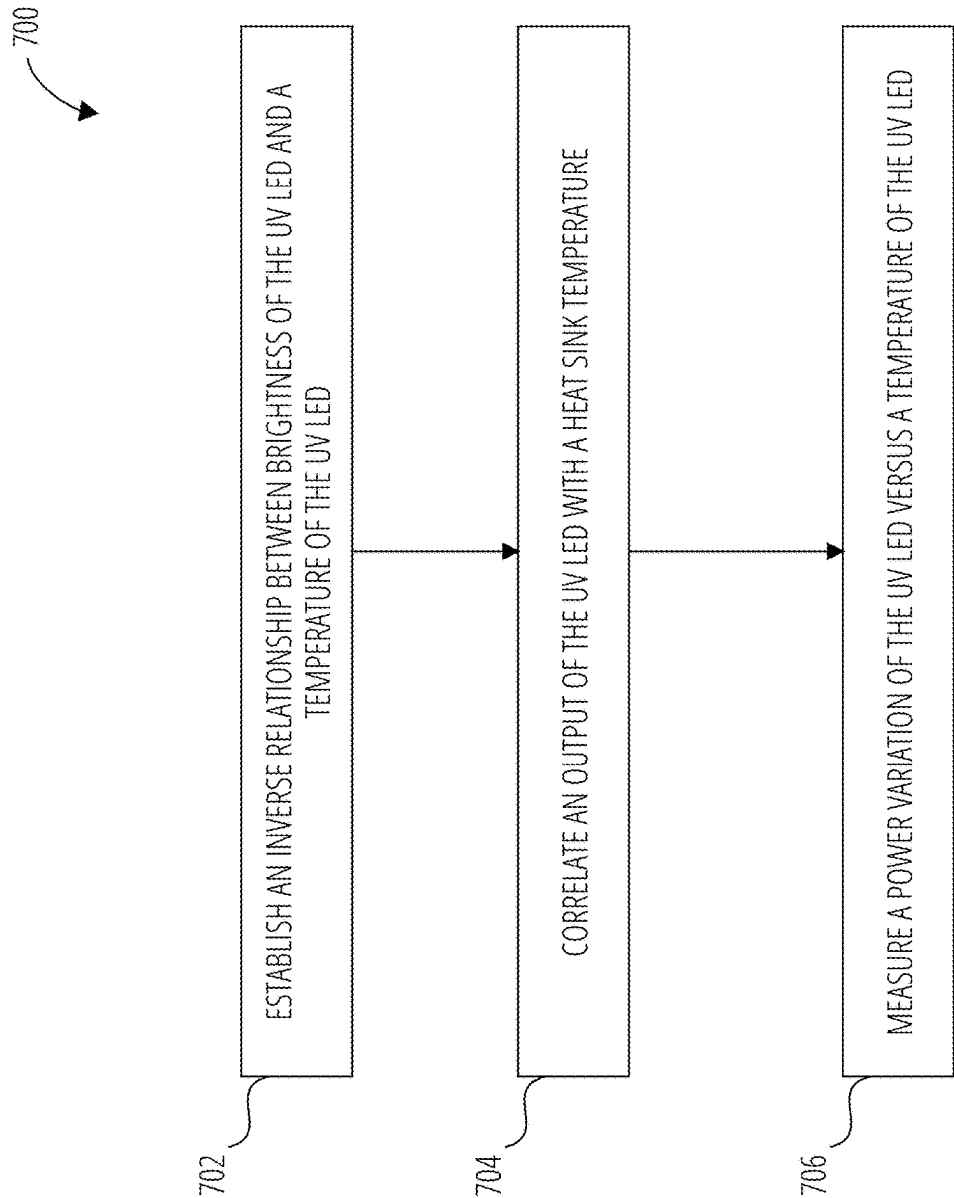 700
702
ESTABLISH AN INVERSE RELATIONSHIP BETWEEN BRIGHTNESS OF THE UV LED AND A
TEMPERATURE OF THE UV LED
704
CORRELATE AN OUTPUT OF THE UV LED WITH A HEAT SINK TEMPERATURE
706
MEASURE A POWER VARIATION OF THE UV LED VERSUS A TEMPERATURE OF THE UV LED